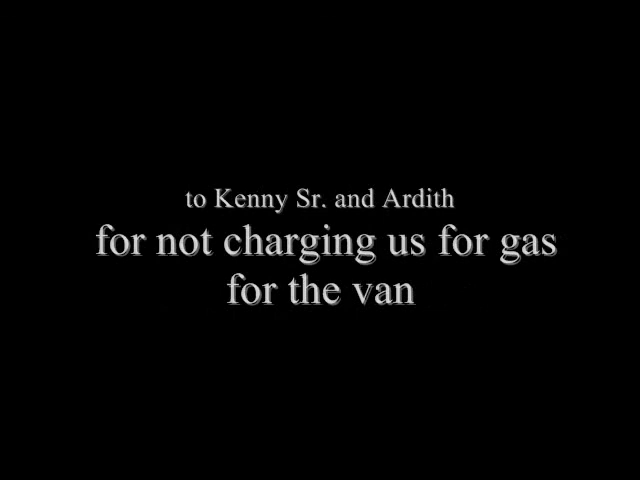 to Kenny Sr. and Ardith
for not charging us for gas
for the van